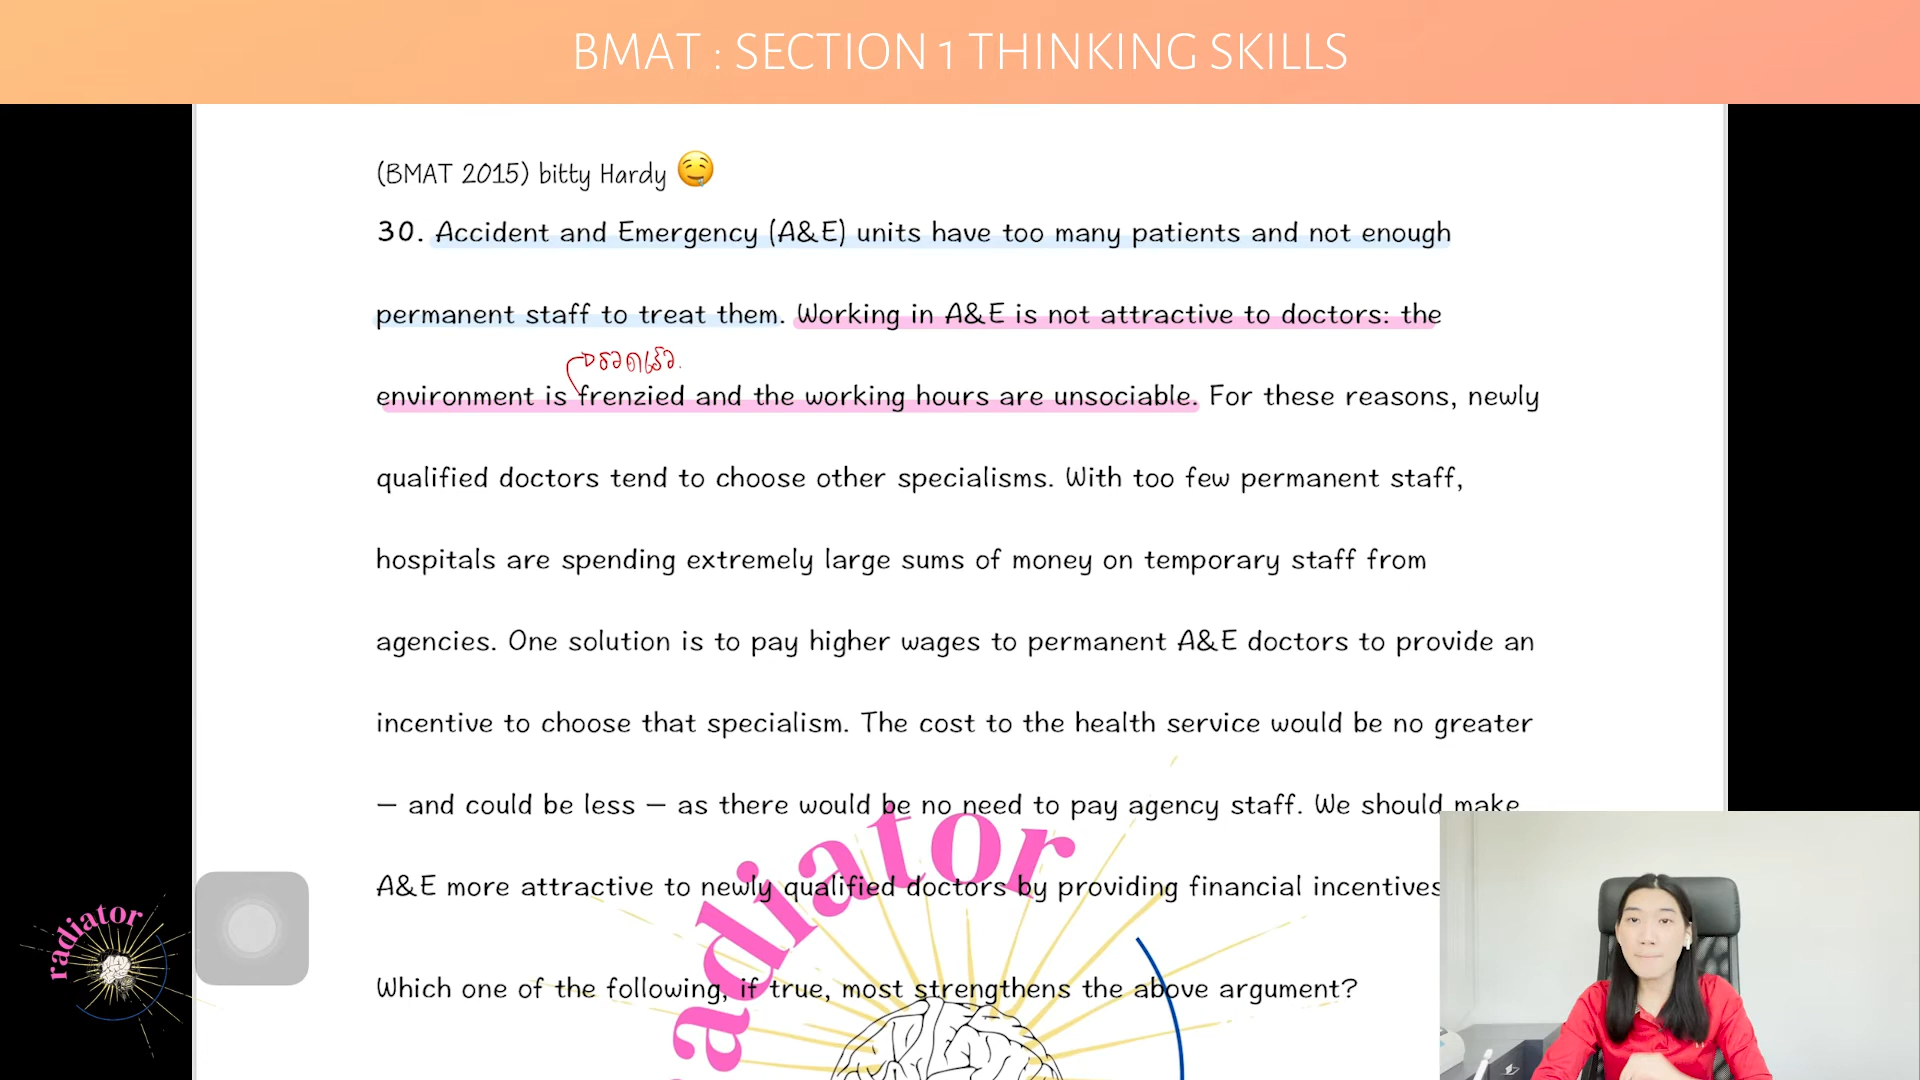 BMAT : SECTION 1 THINKING SKILLS
(BMAT 2015) bitty Hardy 🤤
30. Accident and Emergency (A&E) units have too many patients and not enough
permanent staff to treat them. Working in A&E is not attractive to doctors: the
รวดเร็ว.
environment is frenzied and the working hours are unsociable. For these reasons, newly
qualified doctors tend to choose other specialisms. With too few permanent staff,
hospitals are spending extremely large sums of money on temporary staff from
agencies. One solution is to pay higher wages to permanent A&E doctors to provide an
incentive to choose that specialism. The cost to the health service would be no greater
– and could be less – as there would be no need to pay agency staff. We should make
A&E more attractive to newly qualified doctors by providing financial incentives
Which one of the following, if true, most strengthens the above argument?
radiator
radiator